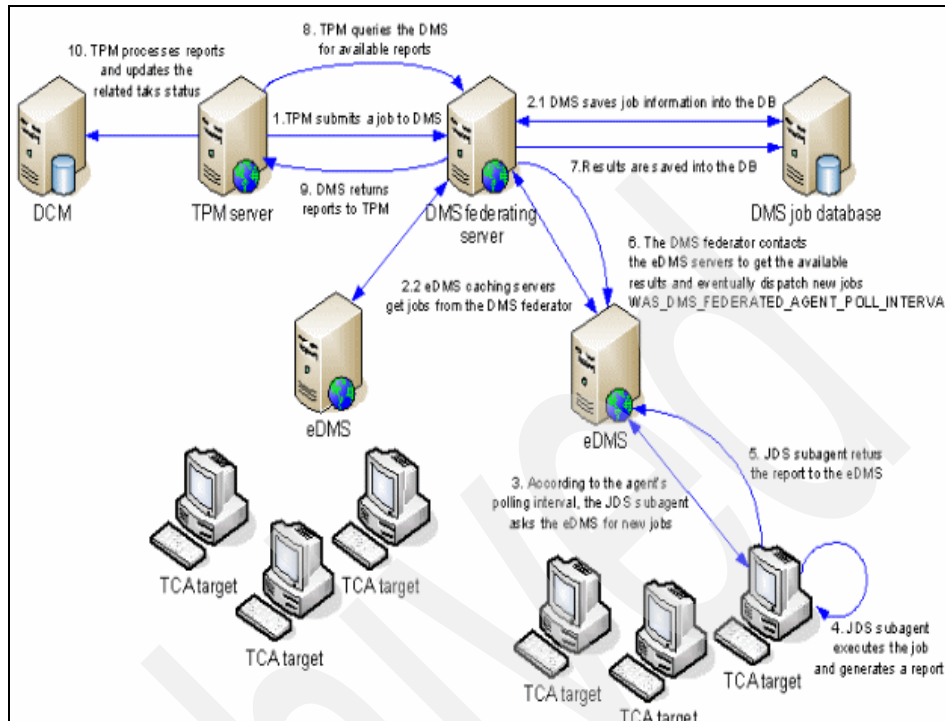 8. TPM queries the DMS
for available reports
10. TPM processes reports
and updates the
related taks status
1.TPM submits a job to DMS
2.1 DMS saves job information into the DB
7.Results are saved into the DB
9. DMS returns
reports to TPM
DCM
TPM server
DMS federating
server
DMS job database
6. The DMS federator contacts
the eDMS servers to get the available
results and eventually dispatch new jobs
WAS_DMS_FEDERATED_AGENT_POLL_INTERVA
2.2 eDMS caching servers
get jobs from the DMS federator
eDMS
eDMS
5. JDS subagent returs
the report to the eDMS
3. According to the agent's
polling interval, the JDS subagent
asks the eDMS for new jobs
TCA target
TCA target
TCA target
TCA target
TCA target
TCA target
4. JDS subagent
executes the job
and generates a report